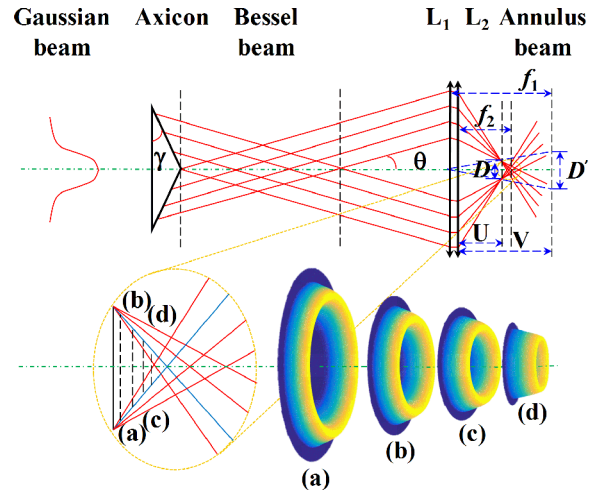 Gaussian beam
Axicon
Bessel beam
L1 L2
Annulus beam
f1
f2
γ
θ
D
D′
U
V
(b)
(d)
(a)
(c)
(a)
(b)
(c)
(d)